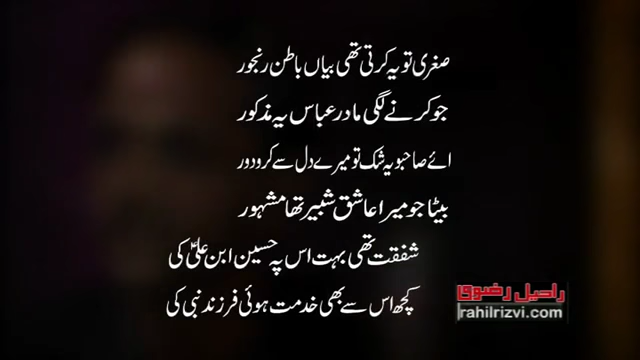 صغریٰ تو یہ کرتی تھی بیاں باطن رنجور
جو کرنے لگی مادر عباس یہ مذکور
ائے صاحبو یہ شک تو میرے دل سے کرو دور
بیٹا جو میرا عاشق شبیر تھا مشہور
شفقت تھی بہت اس پہ حسین ابن علیؑ کی
کچھ اس سے بھی خدمت ہوئی فرزند نبی کی
راحیل رضوی
rahilrizvi.com